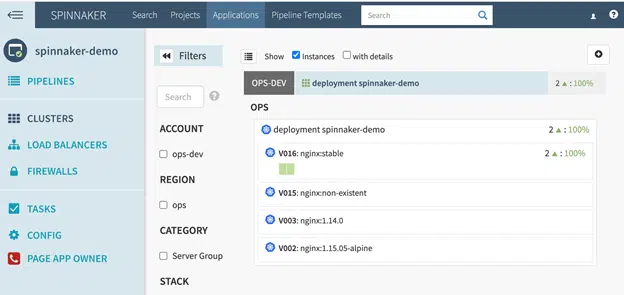 SPINNAKER Search Projects Applications Pipeline Templates Search ?
spinnaker-demo
PIPELINES
CLUSTERS
LOAD BALANCERS
FIREWALLS
TASKS
CONFIG
PAGE APP OWNER
Filters
Search ?
ACCOUNT
ops-dev
REGION
ops
CATEGORY
Server Group
STACK
Show Instances with details
OPS-DEV deployment spinnaker-demo 2 ▲ : 100%
OPS
deployment spinnaker-demo 2 ▲ : 100%
V016: nginx:stable 2 ▲ : 100%
V015: nginx:non-existent
V003: nginx:1.14.0
V002: nginx:1.15.05-alpine